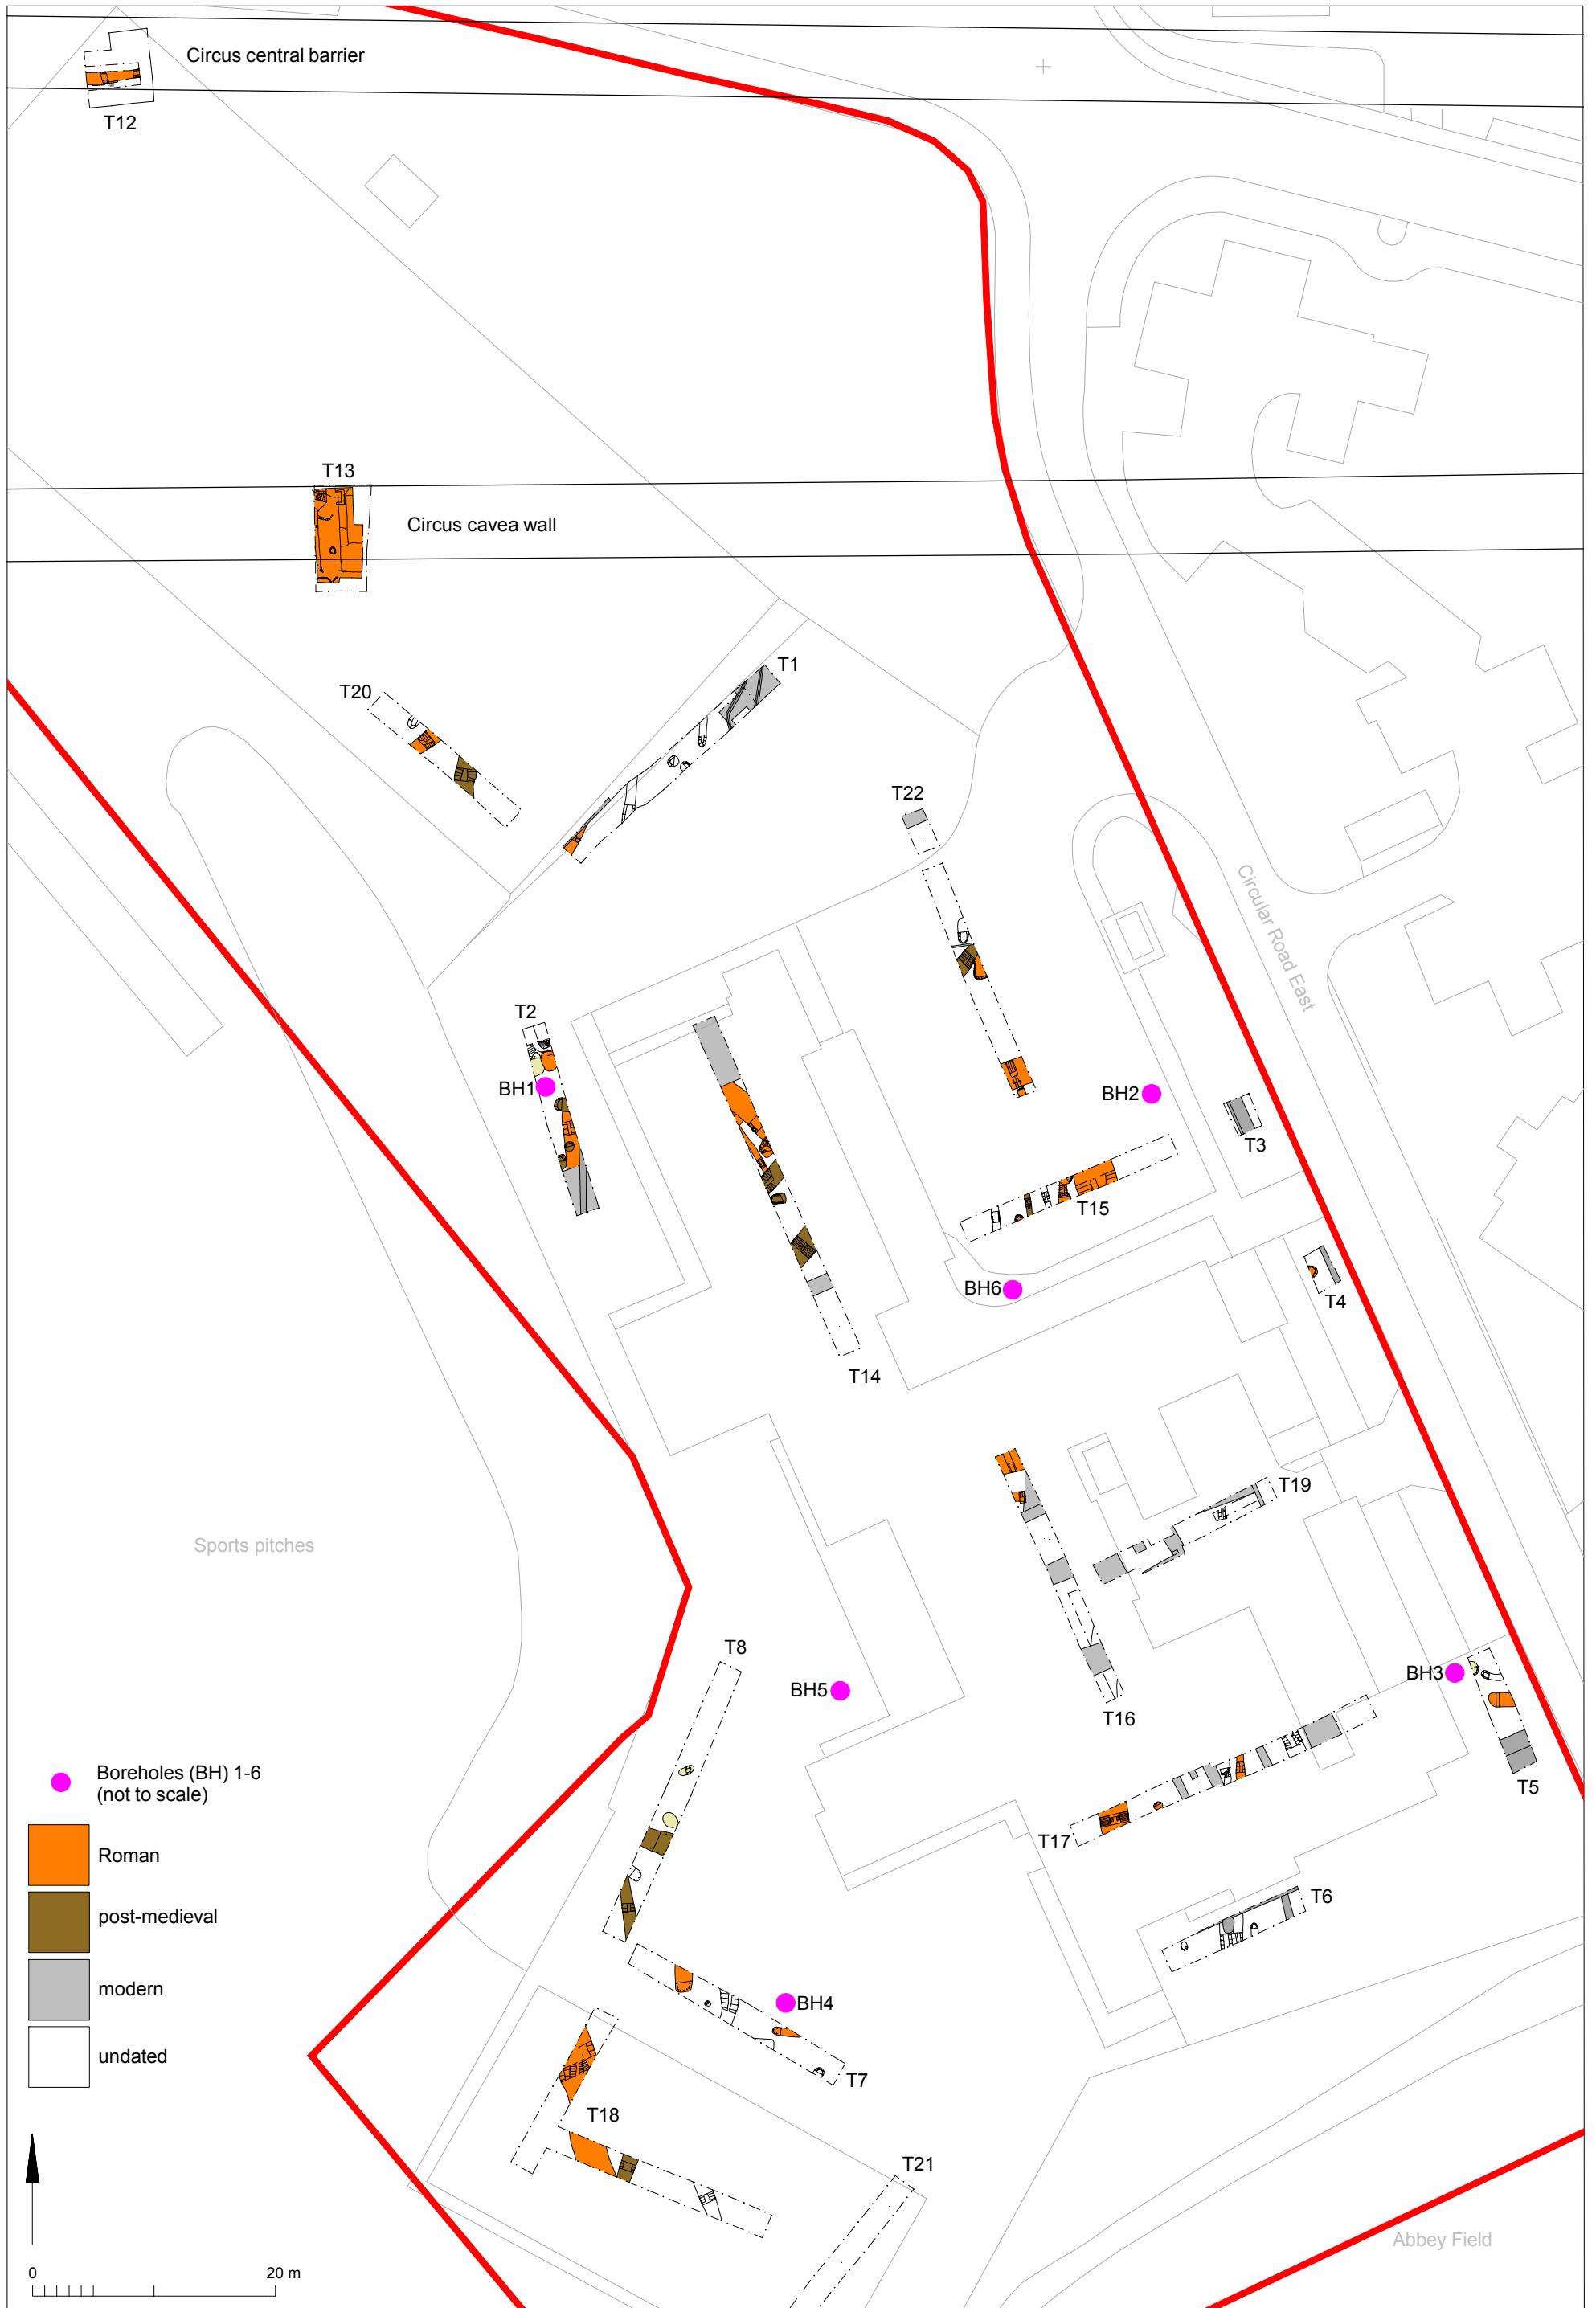 Circus central barrier
T12
T13
Circus cavea wall
T1
T20
T22
Circular Road East
T2
BH1
BH2
T3
T15
BH6
T4
T14
T19
Sports pitches
T8
BH3
BH5
T16
T5
Boreholes (BH) 1-6
(not to scale)
T17
Roman
T6
post-medieval
modern
BH4
undated
T7
T18
T21
Abbey Field
0
20 m